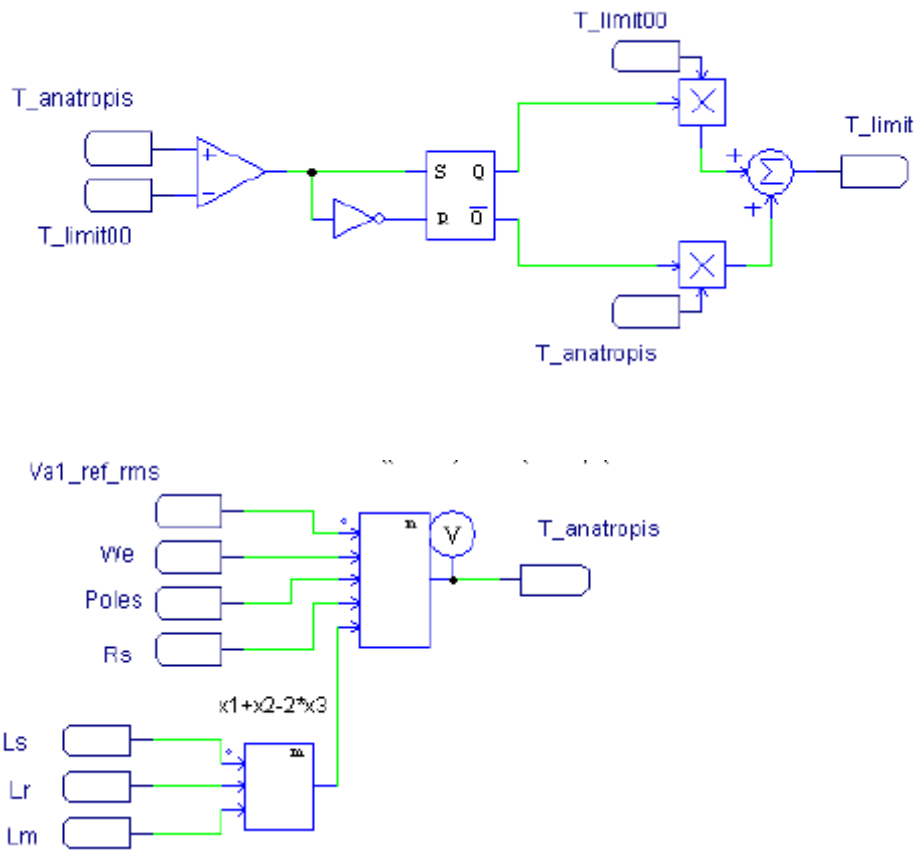 T_limit00
T_anatropis
T_limit
+
−
S Q
R Q̅
+
+
Σ
T_limit00
T_anatropis
Va1_ref_rms
n
V
T_anatropis
We
Poles
Rs
x1+x2-2*x3
Ls
m
Lr
Lm